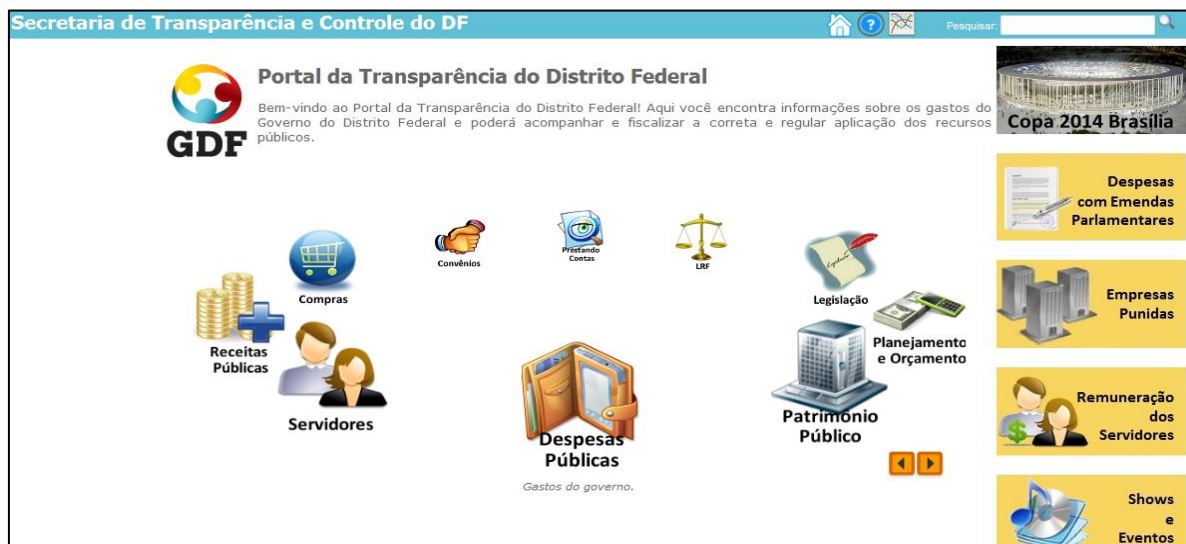 Secretaria de Transparência e Controle do DF
Pesquisar:
Portal da Transparência do Distrito Federal
Bem-vindo ao Portal da Transparência do Distrito Federal! Aqui você encontra informações sobre os gastos do
Governo do Distrito Federal e poderá acompanhar e fiscalizar a correta e regular aplicação dos recursos
públicos.
GDF
Copa 2014 Brasília
Despesas
com Emendas
Parlamentares
Convênios
Prestando
Contas
LRF
Compras
Legislação
Receitas
Públicas
Planejamento
e Orçamento
Servidores
Patrimônio
Público
Despesas
Públicas
Gastos do governo.
Empresas
Punidas
Remuneração
dos
Servidores
Shows
e
Eventos